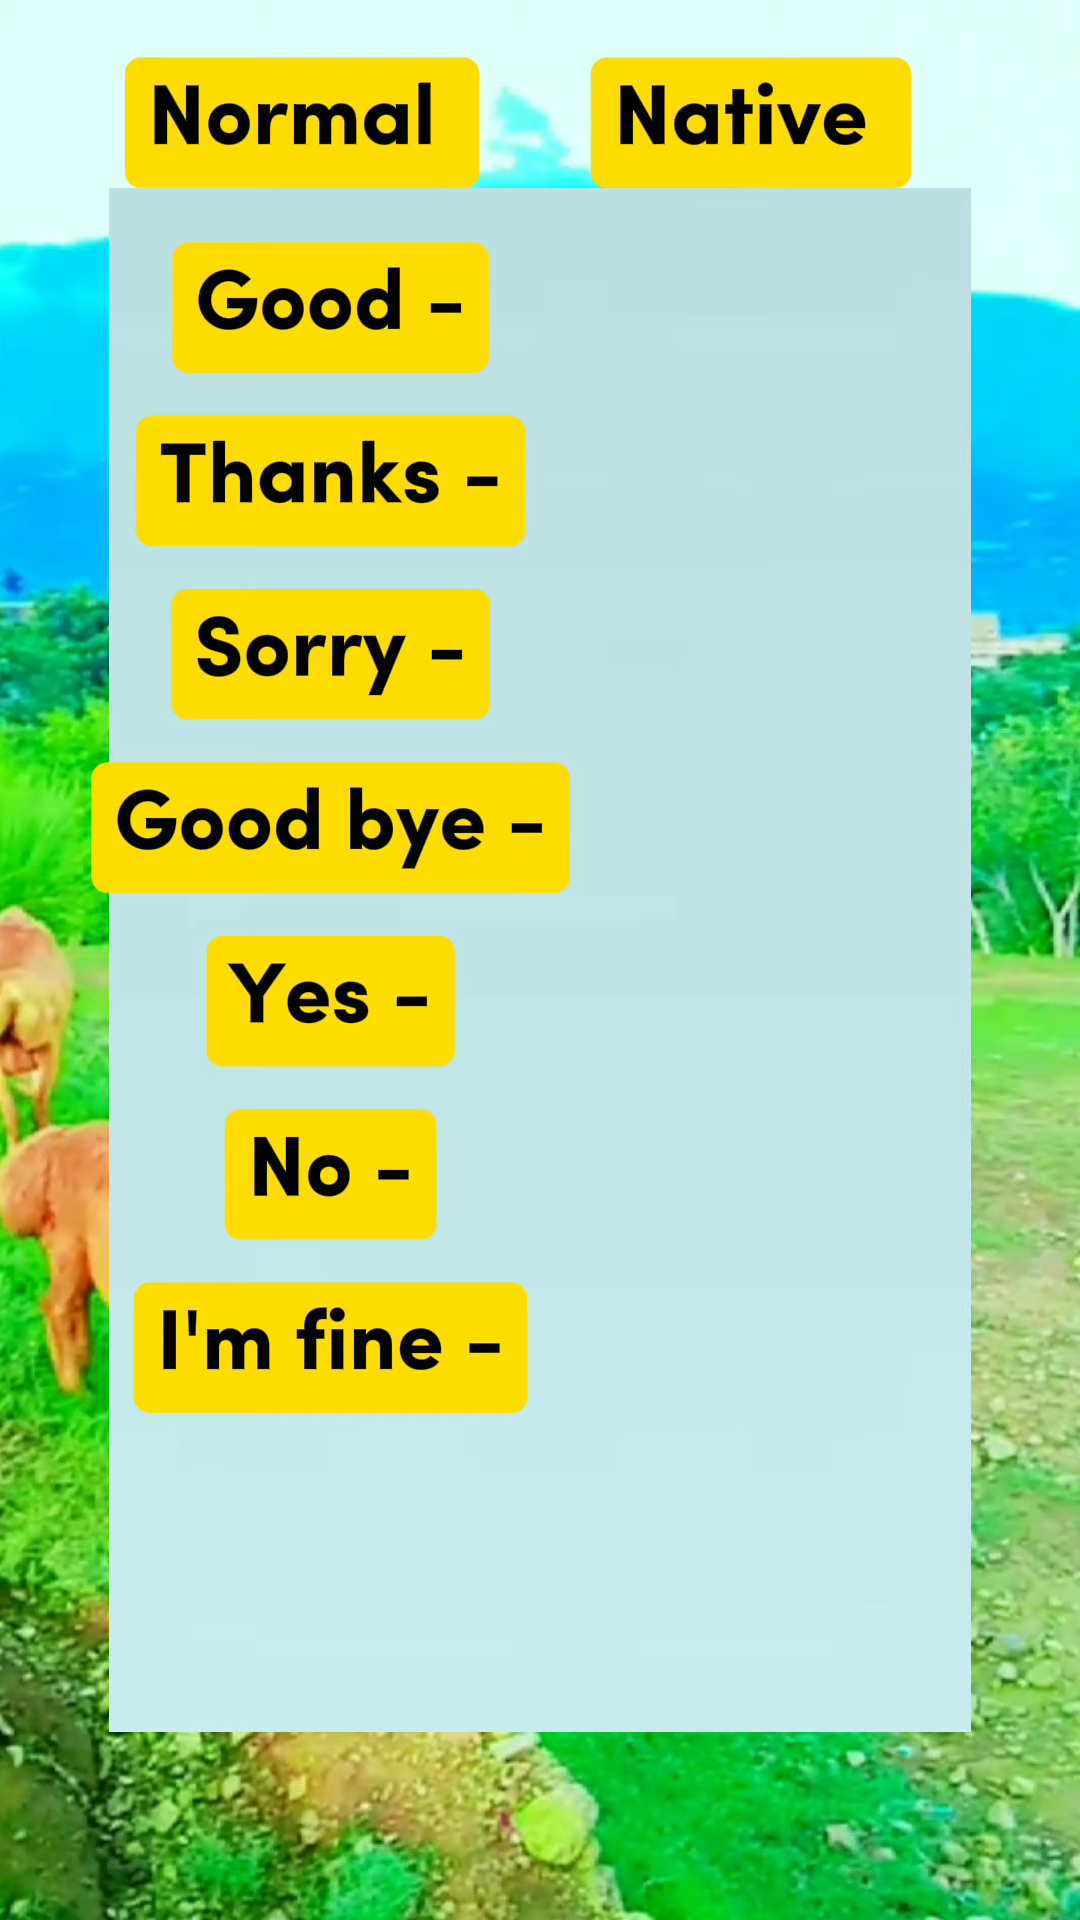 Normal Native
Good -
Thanks -
Sorry -
Good bye -
Yes -
No -
I'm fine -